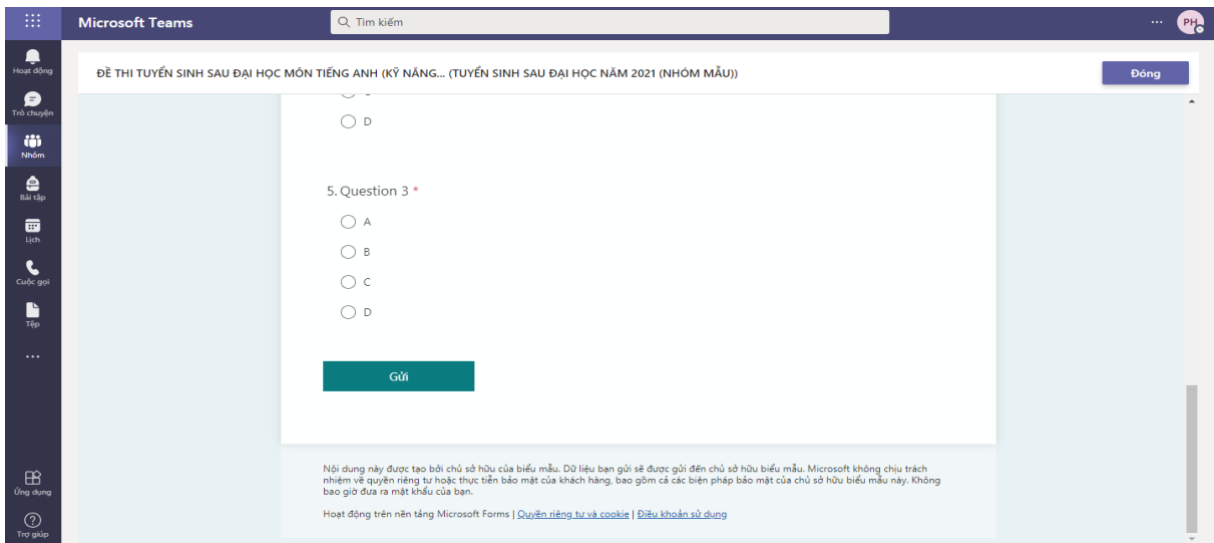 Microsoft Teams
Tìm kiếm
PH
Hoạt động
Trò chuyện
Nhóm
Bài tập
Lịch
Cuộc gọi
Tệp
Ứng dụng
Trợ giúp
ĐỀ THI TUYỂN SINH SAU ĐẠI HỌC MÔN TIẾNG ANH (KỸ NĂNG... (TUYỂN SINH SAU ĐẠI HỌC NĂM 2021 (NHÓM MẪU))
Đóng
D
5. Question 3 *
A
B
C
D
Gửi
Nội dung này được tạo bởi chủ sở hữu của biểu mẫu. Dữ liệu bạn gửi sẽ được gửi đến chủ sở hữu biểu mẫu. Microsoft không chịu trách
nhiệm về quyền riêng tư hoặc thực tiễn bảo mật của khách hàng, bao gồm cả các biện pháp bảo mật của chủ sở hữu biểu mẫu này. Không
bao giờ đưa ra mật khẩu của bạn.
Hoạt động trên nền tảng Microsoft Forms | Quyền riêng tư và cookie | Điều khoản sử dụng